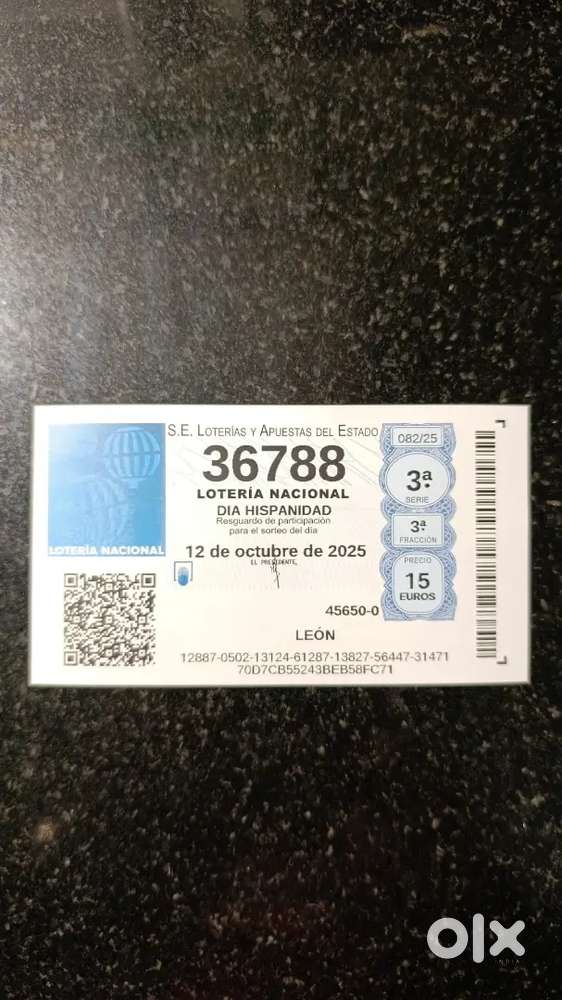 S.E. LOTERÍAS Y APUESTAS DEL ESTADO
36788
LOTERÍA NACIONAL
DIA HISPANIDAD
Resguardo de participación
para el sorteo del día
12 de octubre de 2025
EL PRESIDENTE,
45650-0
LEÓN
12887-0502-13124-61287-13827-56447-31471
70D7CB55243BEB58FC71
LOTERÍA NACIONAL
082/25
3ª
SERIE
3ª
FRACCIÓN
PRECIO
15
EUROS
olx
INDIA